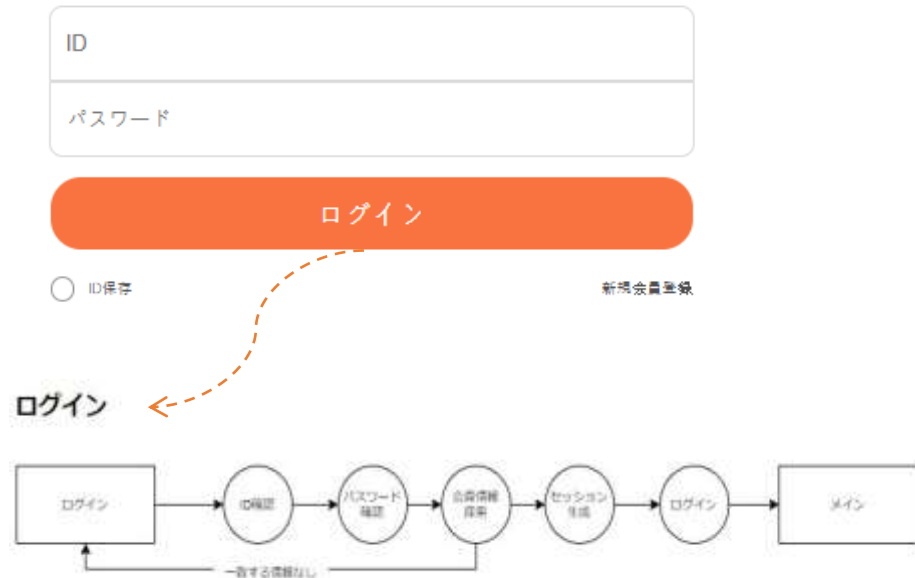 ID
パスワード
ログイン
ID保存
新規会員登録
ログイン
ログイン
ID確認
パスワード
確認
会員情報
セッション
生成
ログイン
メイン
一致する情報なし